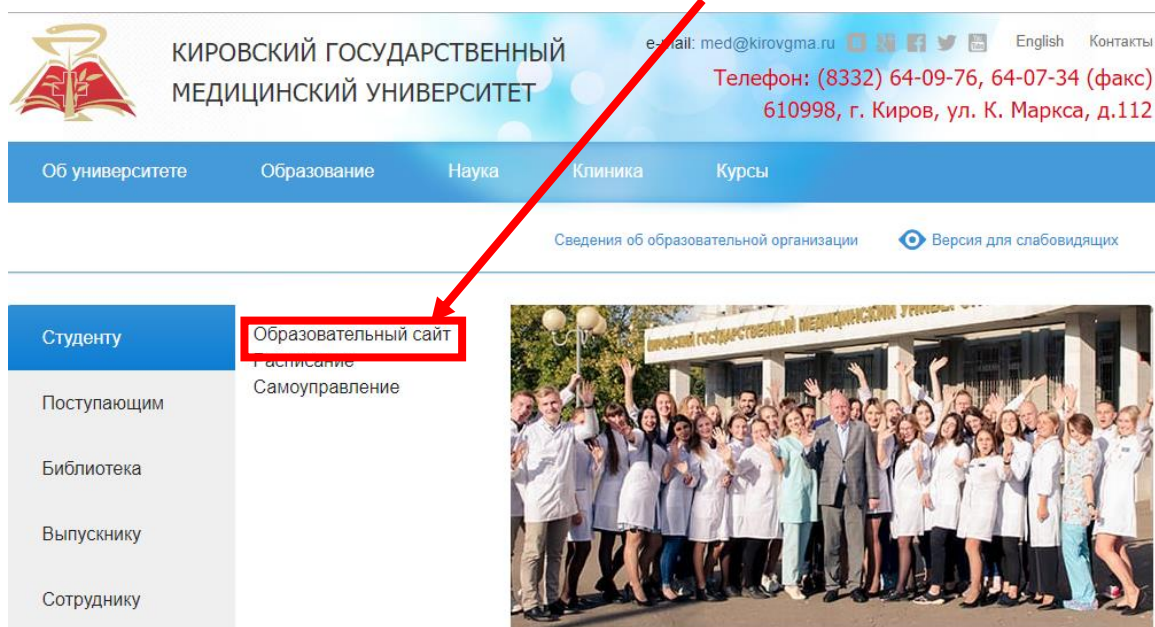 КИРОВСКИЙ ГОСУДАРСТВЕННЫЙ
МЕДИЦИНСКИЙ УНИВЕРСИТЕТ
e-mail: med@kirovgma.ru
English Контакты
Телефон: (8332) 64-09-76, 64-07-34 (факс)
610998, г. Киров, ул. К. Маркса, д.112
Об университете Образование Наука Клиника Курсы
Сведения об образовательной организации Версия для слабовидящих
Студенту
Образовательный сайт
Расписание
Самоуправление
Поступающим
Библиотека
Выпускнику
Сотруднику
КИРОВСКИЙ ГОСУДАРСТВЕННЫЙ МЕДИЦИНСКИЙ